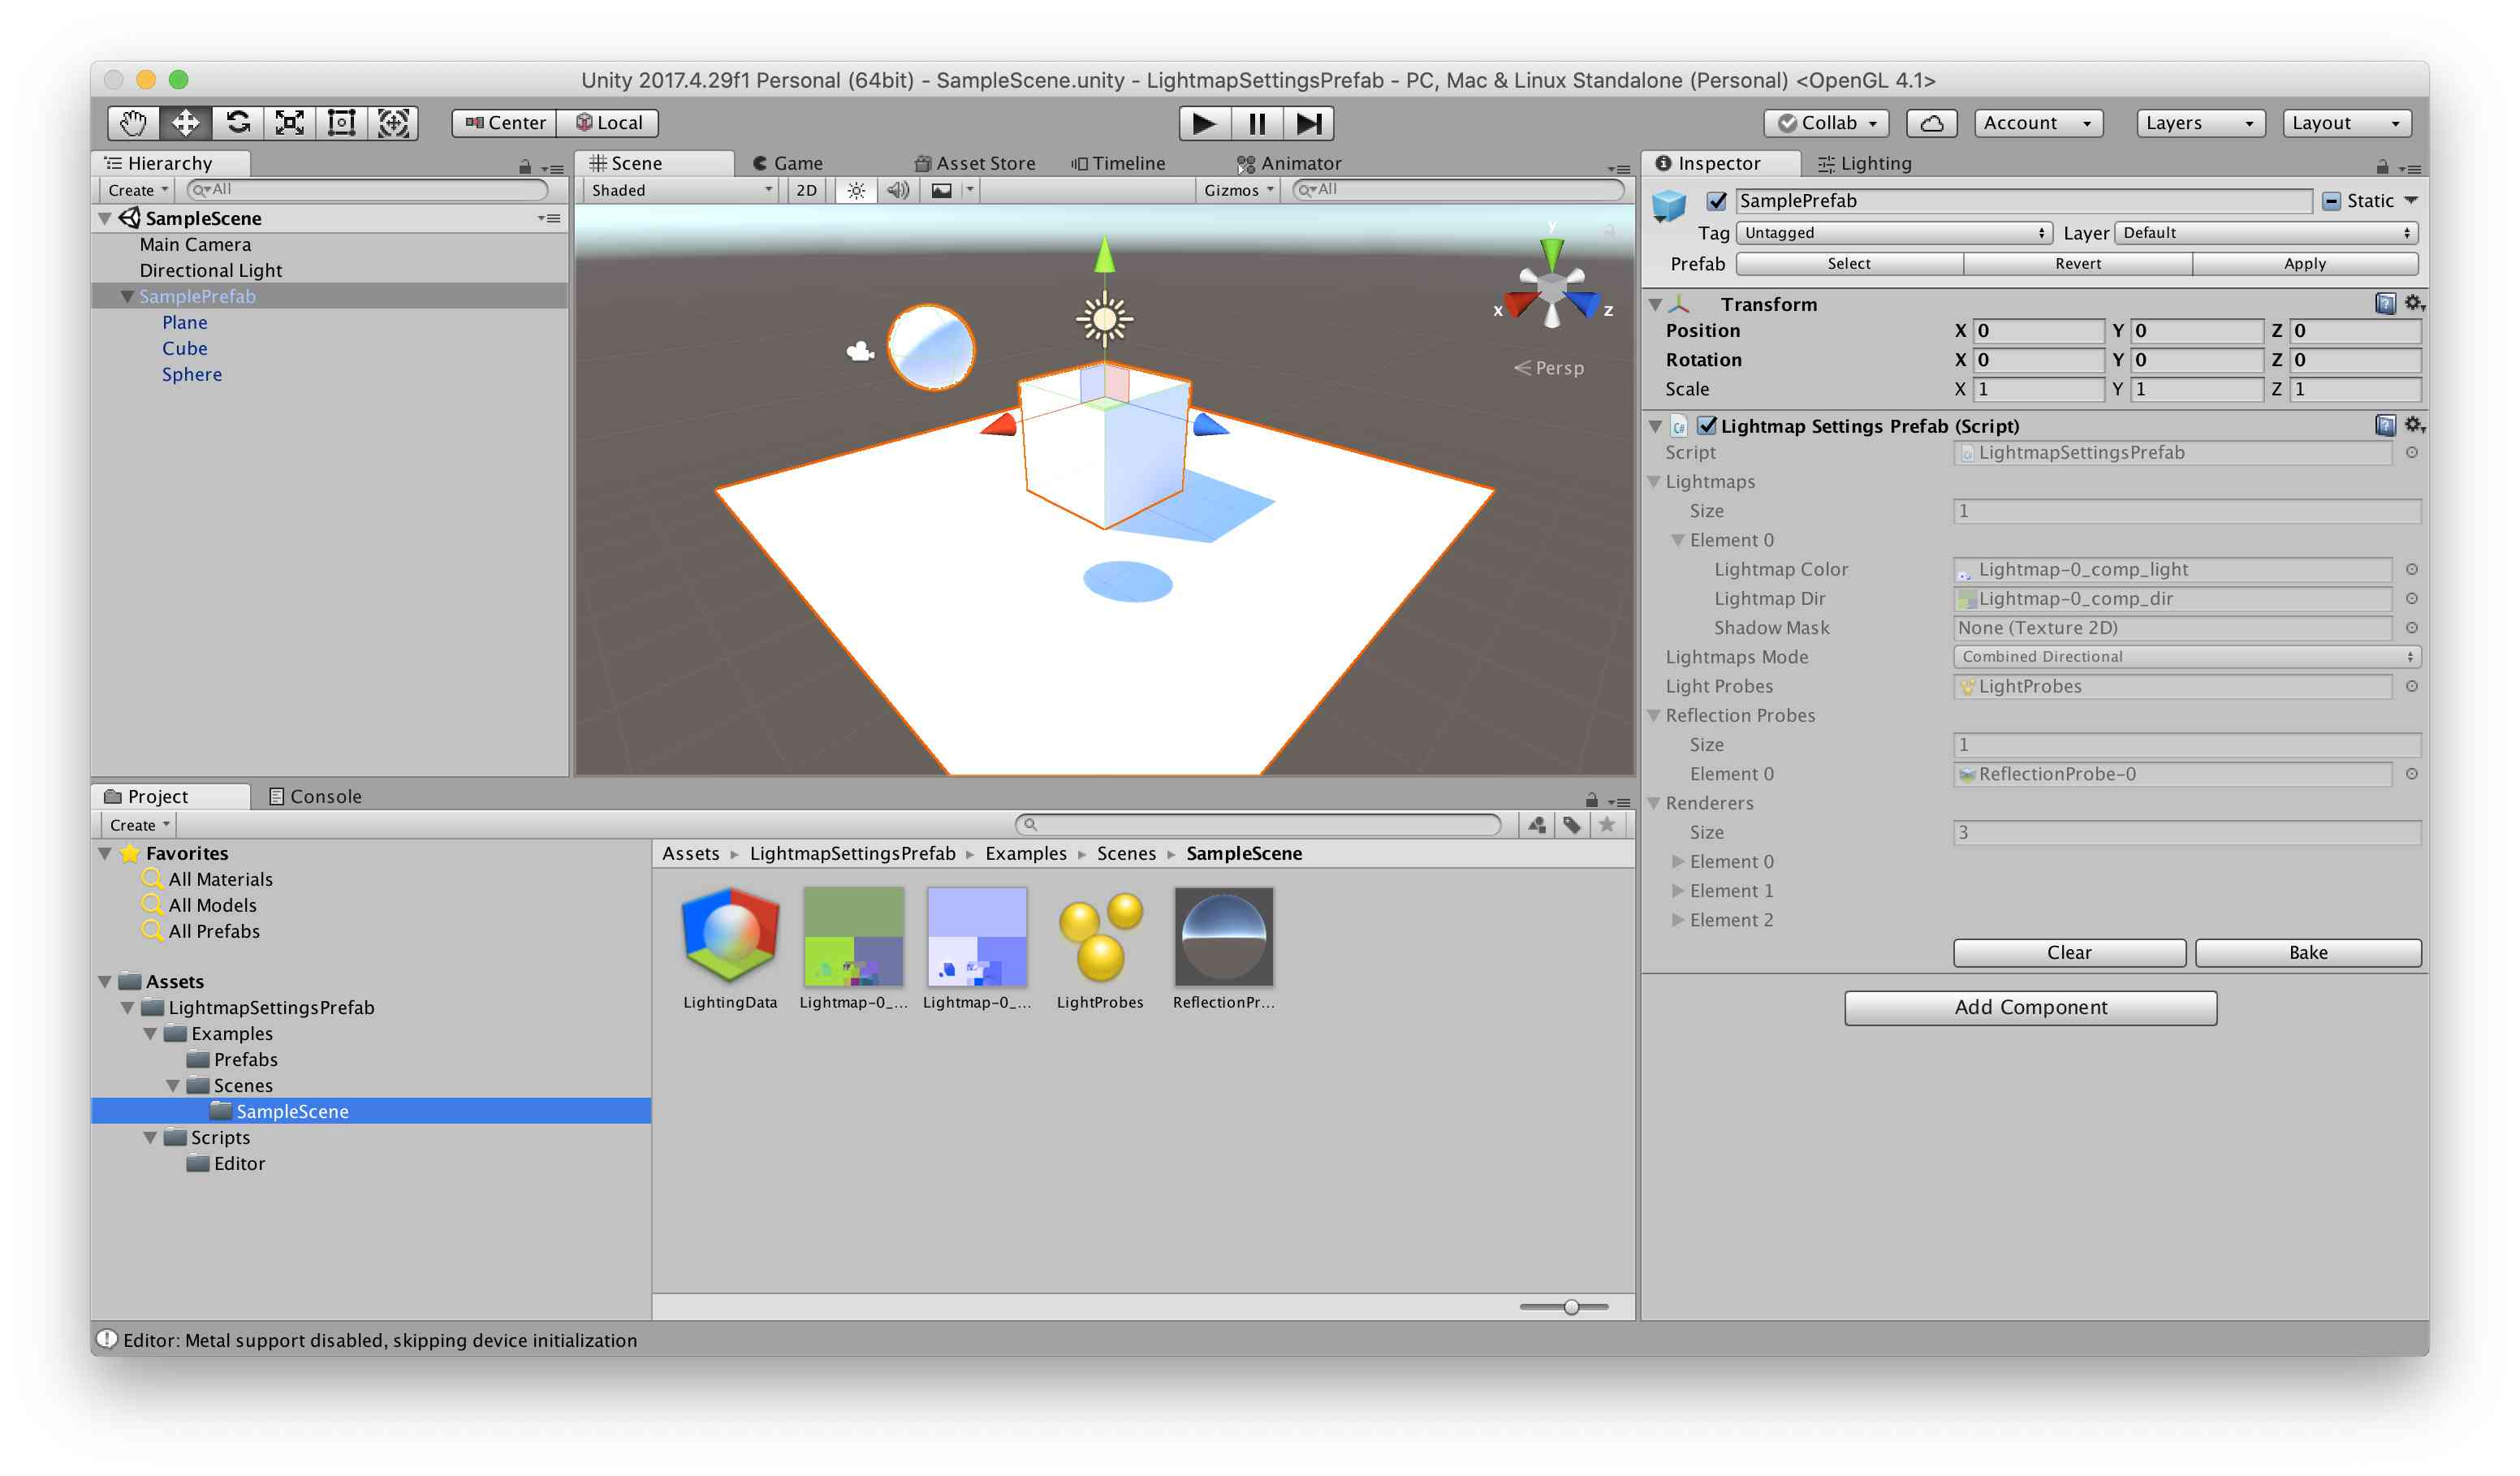 Unity 2017.4.29f1 Personal (64bit) - SampleScene.unity - LightmapSettingsPrefab - PC, Mac & Linux Standalone (Personal) <OpenGL 4.1>
Center Local Collab Account Layers Layout
Hierarchy
Create All
SampleScene
Main Camera
Directional Light
SamplePrefab
Plane
Cube
Sphere
Scene Game Asset Store Timeline Animator
Shaded 2D Gizmos All
y
x z
Persp
Inspector Lighting
SamplePrefab Static
Tag Untagged Layer Default
Prefab Select Revert Apply
Transform
Position X 0 Y 0 Z 0
Rotation X 0 Y 0 Z 0
Scale X 1 Y 1 Z 1
C# Lightmap Settings Prefab (Script)
Script LightmapSettingsPrefab
Lightmaps
Size 1
Element 0
Lightmap Color Lightmap-0_comp_light
Lightmap Dir Lightmap-0_comp_dir
Shadow Mask None (Texture 2D)
Lightmaps Mode Combined Directional
Light Probes LightProbes
Reflection Probes
Size 1
Element 0 ReflectionProbe-0
Renderers
Size 3
Element 0
Element 1
Element 2
Clear Bake
Add Component
Project Console
Create
Favorites
All Materials
All Models
All Prefabs
Assets
LightmapSettingsPrefab
Examples
Prefabs
Scenes
SampleScene
Scripts
Editor
Assets LightmapSettingsPrefab Examples Scenes SampleScene
LightingData Lightmap-0_... Lightmap-0_... LightProbes ReflectionPr...
Editor: Metal support disabled, skipping device initialization